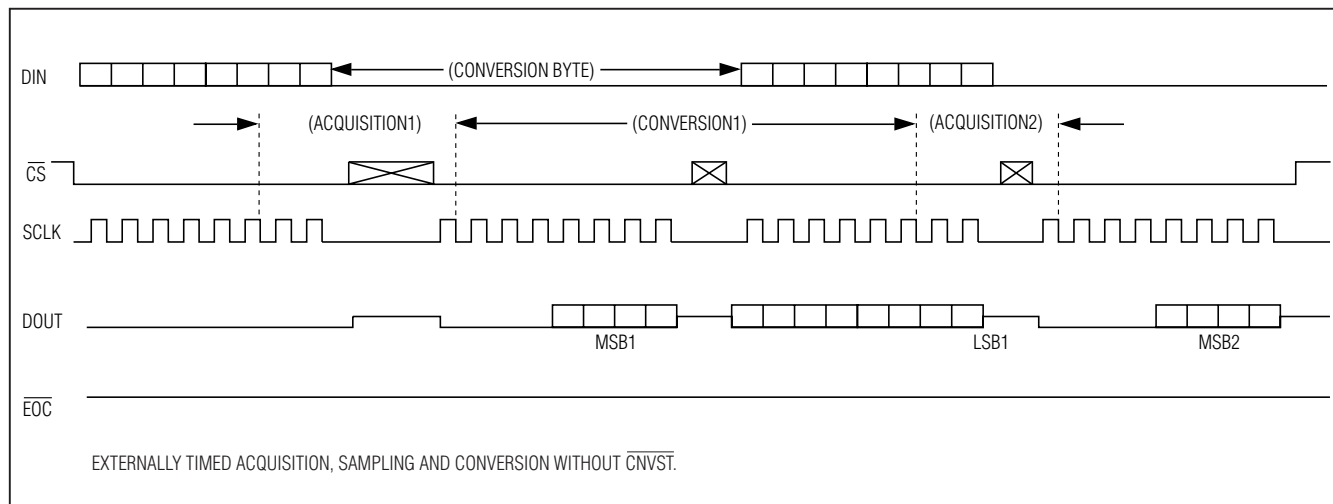 DIN
(CONVERSION BYTE)
(ACQUISITION1)
(CONVERSION1)
(ACQUISITION2)
CS
SCLK
DOUT
MSB1
LSB1
MSB2
EOC
EXTERNALLY TIMED ACQUISITION, SAMPLING AND CONVERSION WITHOUT CNVST.